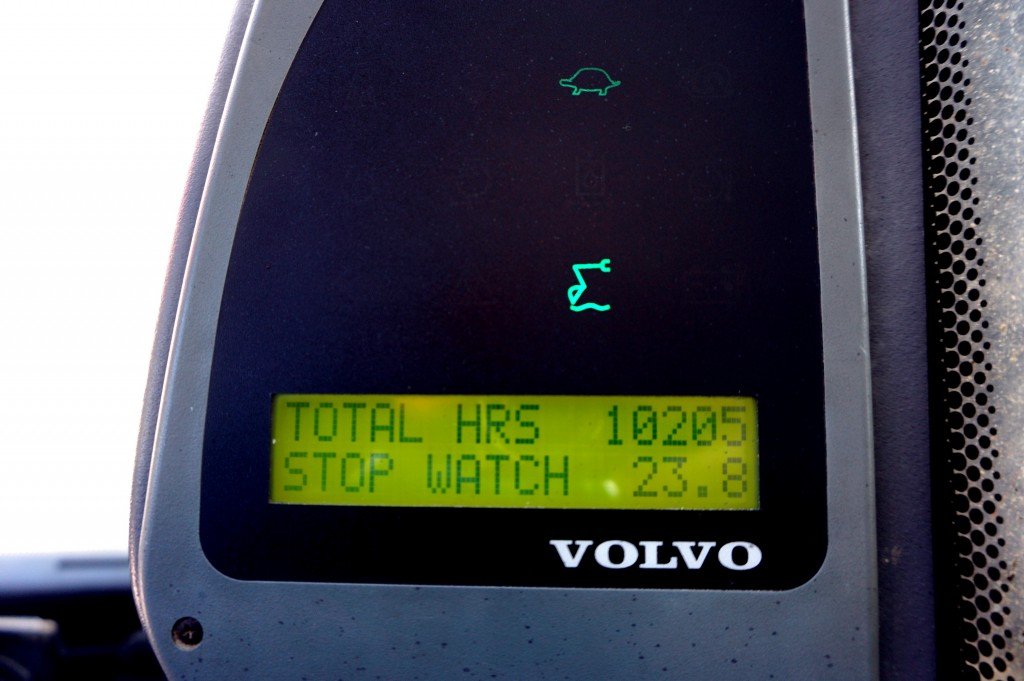 TOTAL HRS 10205
STOP WATCH 23.8
VOLVO